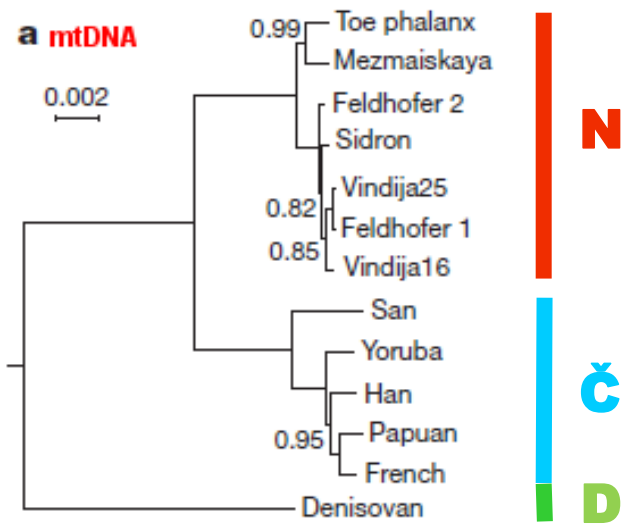 a mtDNA
0.002
0.99
Toe phalanx
Mezmaiskaya
Feldhofer 2
Sidron
Vindija25
0.82
Feldhofer 1
0.85
Vindija16
N
San
Yoruba
Han
0.95
Papuan
French
Č
Denisovan
D